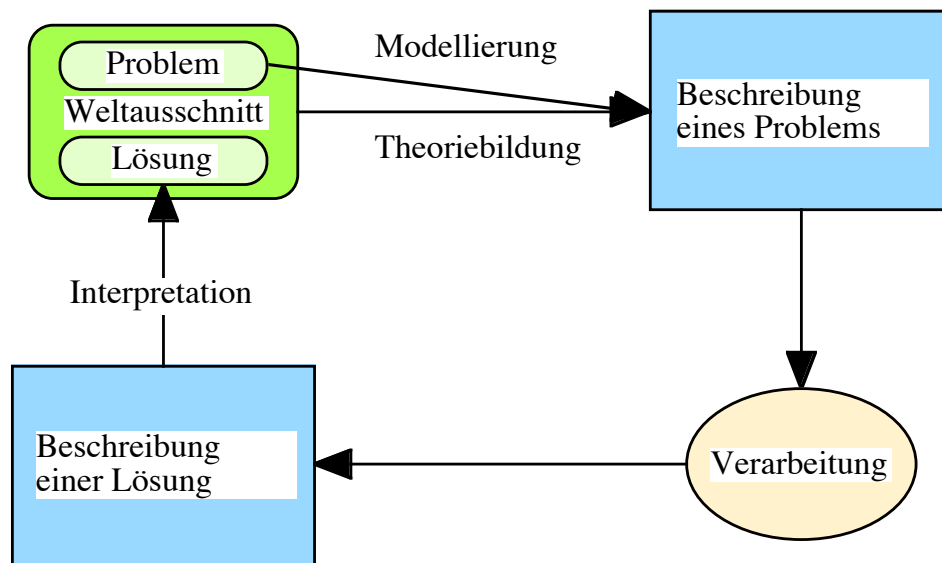 Problem
Weltausschnitt
Lösung
Modellierung
Theoriebildung
Beschreibung
eines Problems
Interpretation
Beschreibung
einer Lösung
Verarbeitung